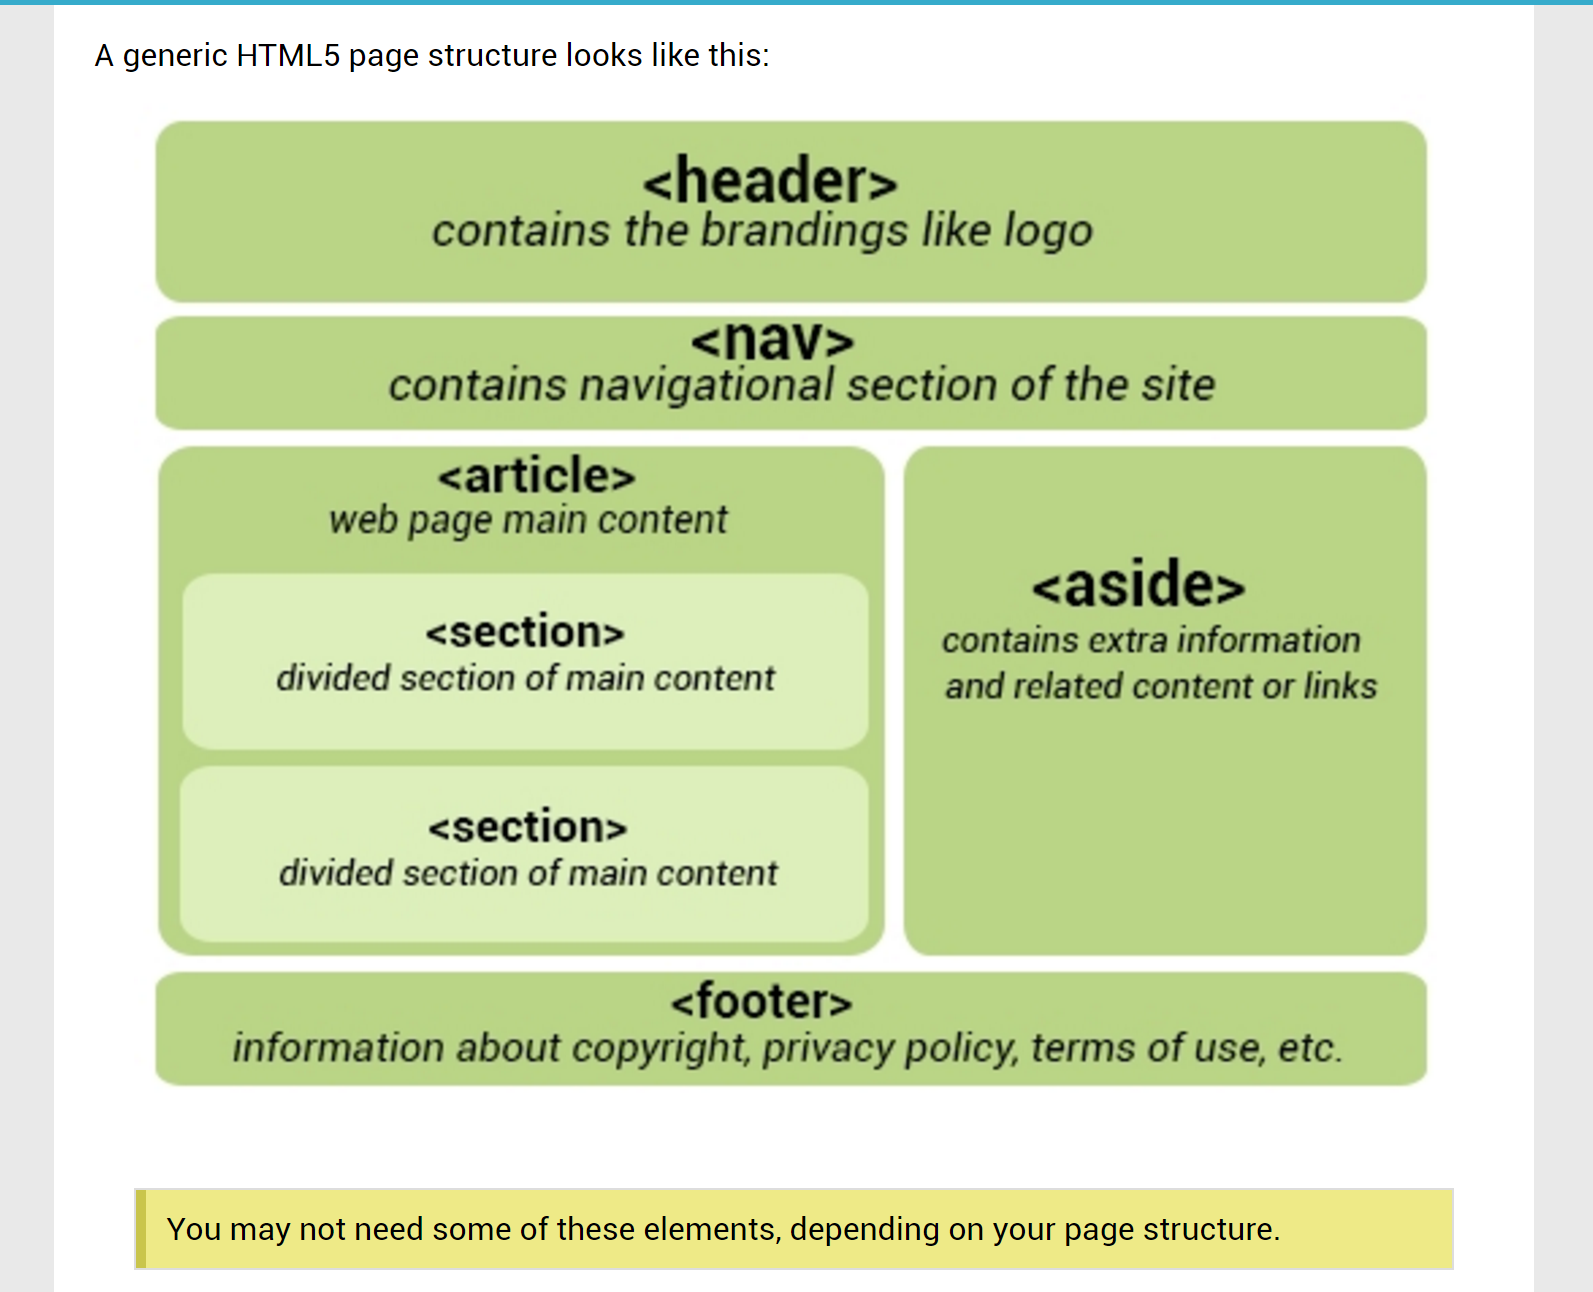 A generic HTML5 page structure looks like this:
<header>
contains the brandings like logo
<nav>
contains navigational section of the site
<article>
web page main content
<section>
divided section of main content
<section>
divided section of main content
<aside>
contains extra information
and related content or links
<footer>
information about copyright, privacy policy, terms of use, etc.
You may not need some of these elements, depending on your page structure.